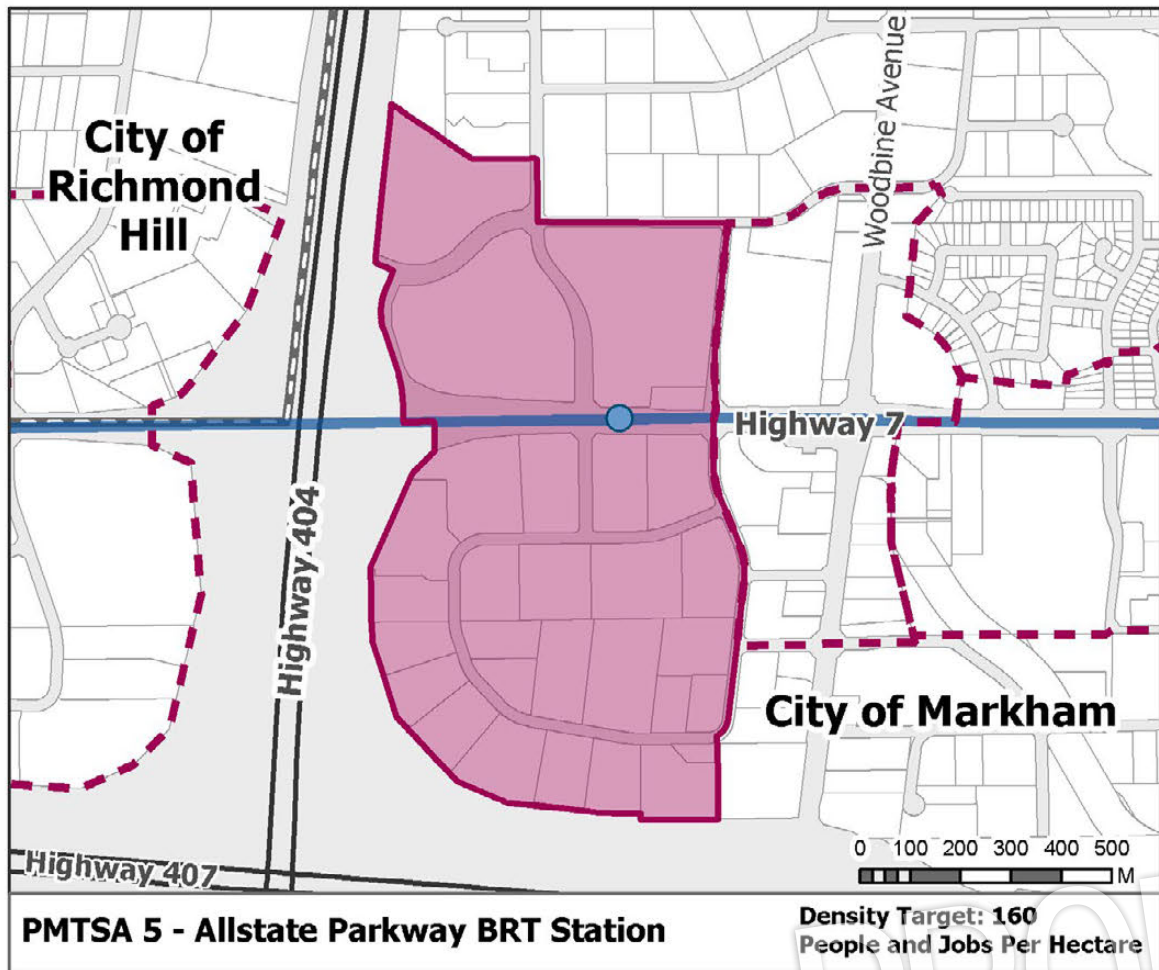 Woodbine Avenue
City of
Richmond
Hill
Highway 7
Highway 404
City of Markham
0 100 200 300 400 500
M
Highway 407
PMTSA 5 - Allstate Parkway BRT Station
Density Target: 160
People and Jobs Per Hectare